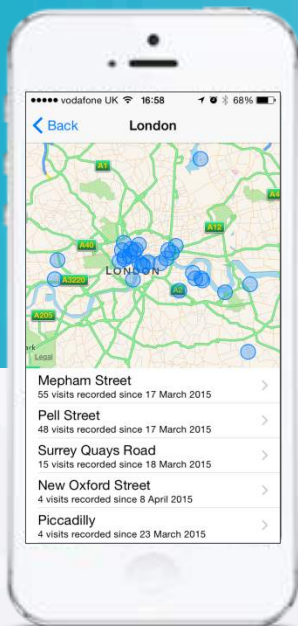 vodafone UK 16:58 68%
Back London
A1
A4
A12
A40
LONDON
A3220
A2
A205
Legal
Mepham Street
55 visits recorded since 17 March 2015
Pell Street
48 visits recorded since 17 March 2015
Surrey Quays Road
15 visits recorded since 18 March 2015
New Oxford Street
4 visits recorded since 8 April 2015
Piccadilly
4 visits recorded since 23 March 2015